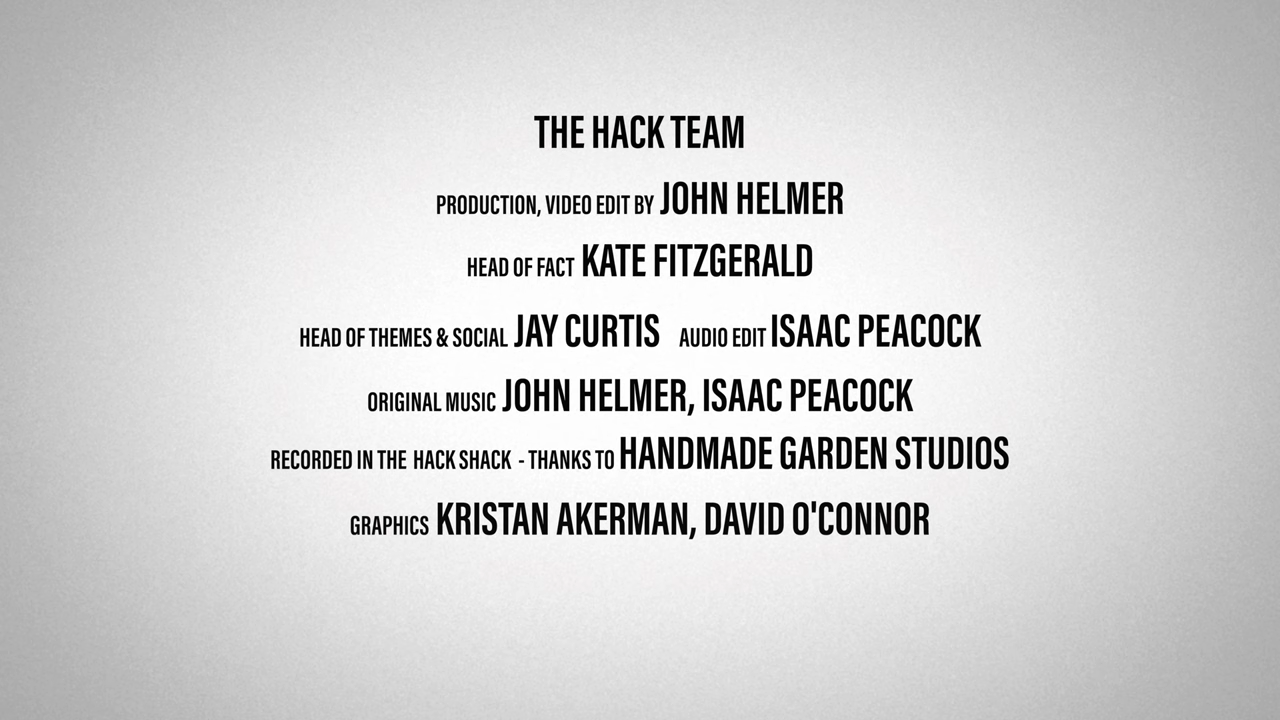 THE HACK TEAM
PRODUCTION, VIDEO EDIT BY JOHN HELMER
HEAD OF FACT KATE FITZGERALD
HEAD OF THEMES & SOCIAL JAY CURTIS AUDIO EDIT ISAAC PEACOCK
ORIGINAL MUSIC JOHN HELMER, ISAAC PEACOCK
RECORDED IN THE HACK SHACK - THANKS TO HANDMADE GARDEN STUDIOS
GRAPHICS KRISTAN AKERMAN, DAVID O'CONNOR